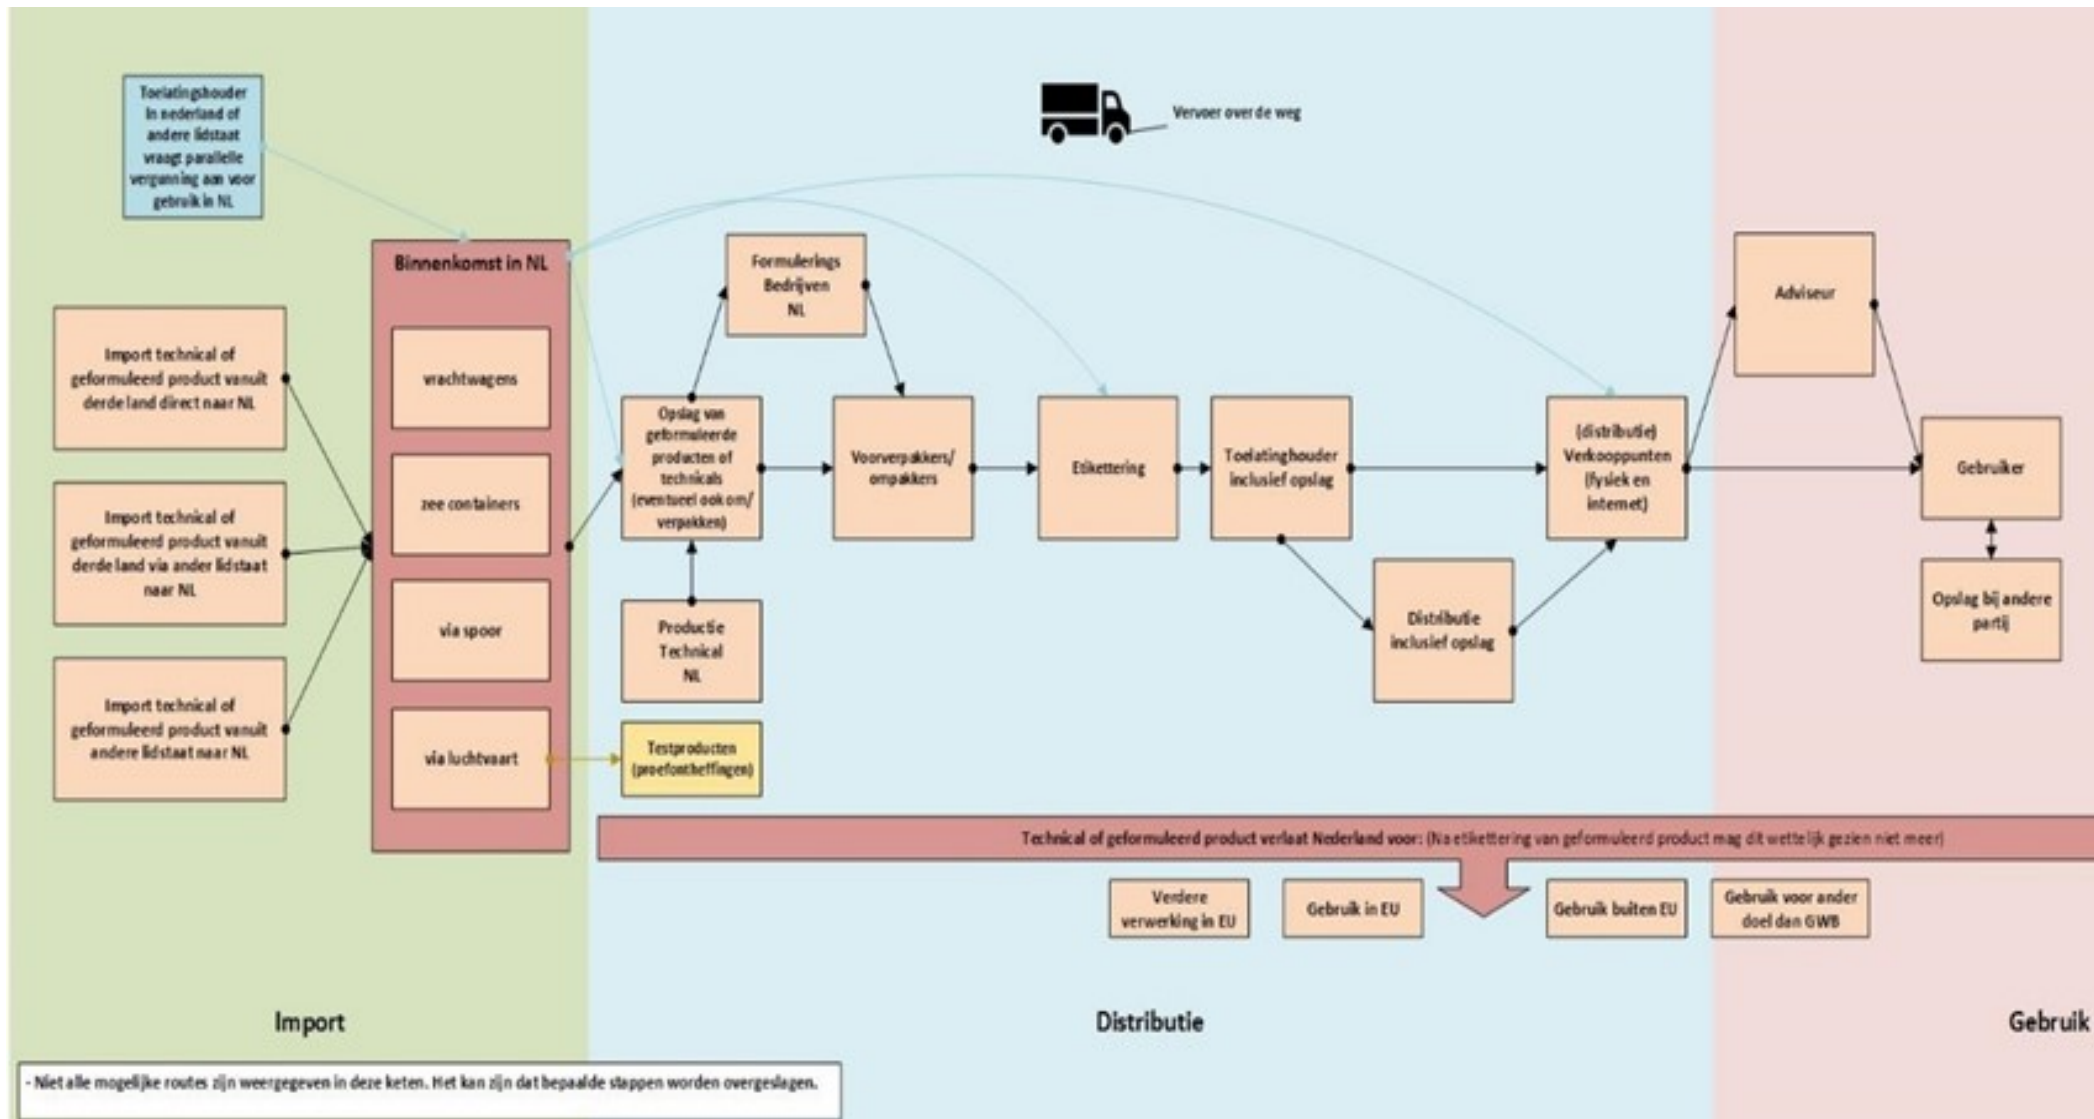 Toelatingshouder
In nederland of
andere lidstaat
vraagt parallelle
vergunning aan voor
gebruik in NL
Vervoer over de weg
Binnenkomst in NL
vrachtwagens
zee containers
via spoor
via luchtvaart
Import technical of
geformuleerd product vanuit
derde land direct naar NL
Import technical of
geformuleerd product vanuit
derde land via ander lidstaat
naar NL
Import technical of
geformuleerd product vanuit
andere lidstaat naar NL
Formulerings
Bedrijven
NL
Opslag van
geformuleerde
producten of
technicals
(eventueel ook om/
verpakken)
Voorverpakkers/
ompakkers
Etikettering
Toelatinghouder
inclusief opslag
(distributie)
Verkooppunten
(fysiek en
internet)
Adviseur
Gebruiker
Opslag bij andere
partij
Productie
Technical
NL
Distributie
inclusief opslag
Testproducten
(proefontheffingen)
Technical of geformuleerd product verlaat Nederland voor: (Na etikettering van geformuleerd product mag dit wettelijk gezien niet meer)
Verdere
verwerking in EU
Gebruik in EU
Gebruik buiten EU
Gebruik voor ander
doel dan GWB
Import
Distributie
Gebruik
- Niet alle mogelijke routes zijn weergegeven in deze keten. Het kan zijn dat bepaalde stappen worden overgeslagen.